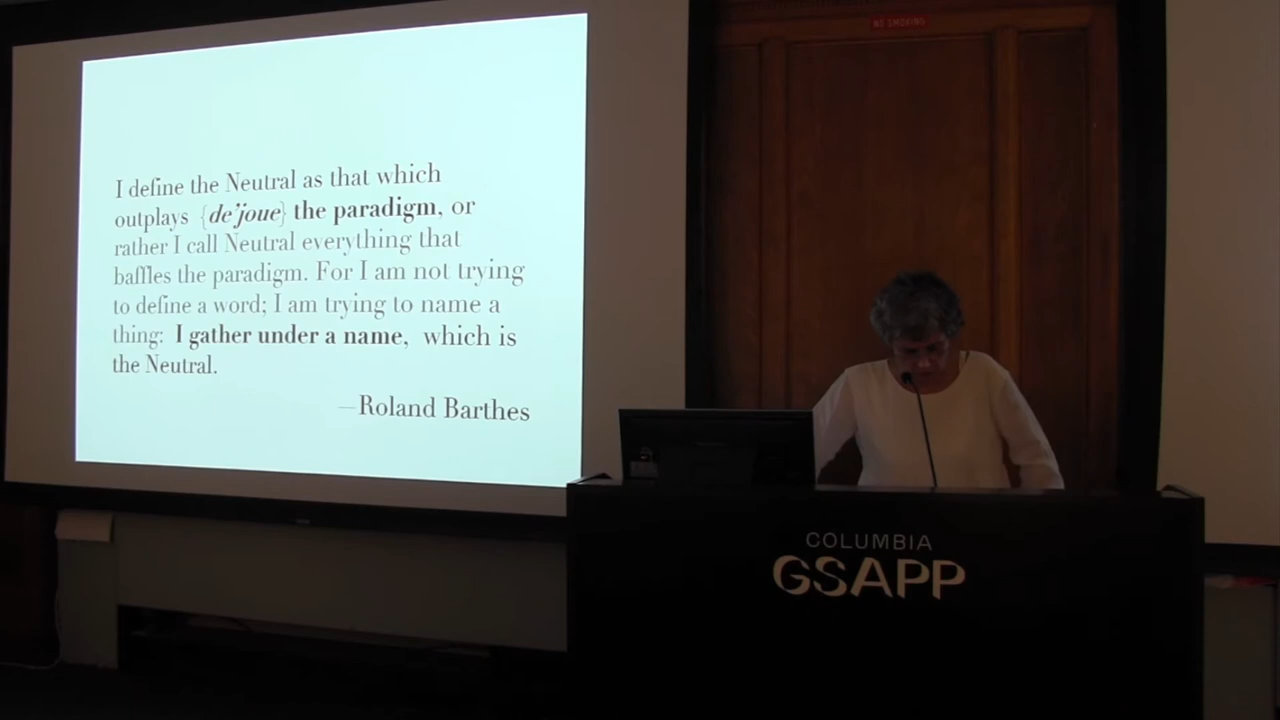 NO SMOKING
I define the Neutral as that which
outplays {de'joue} the paradigm, or
rather I call Neutral everything that
baffles the paradigm. For I am not trying
to define a word; I am trying to name a
thing: I gather under a name, which is
the Neutral.
—Roland Barthes
COLUMBIA
GSAPP